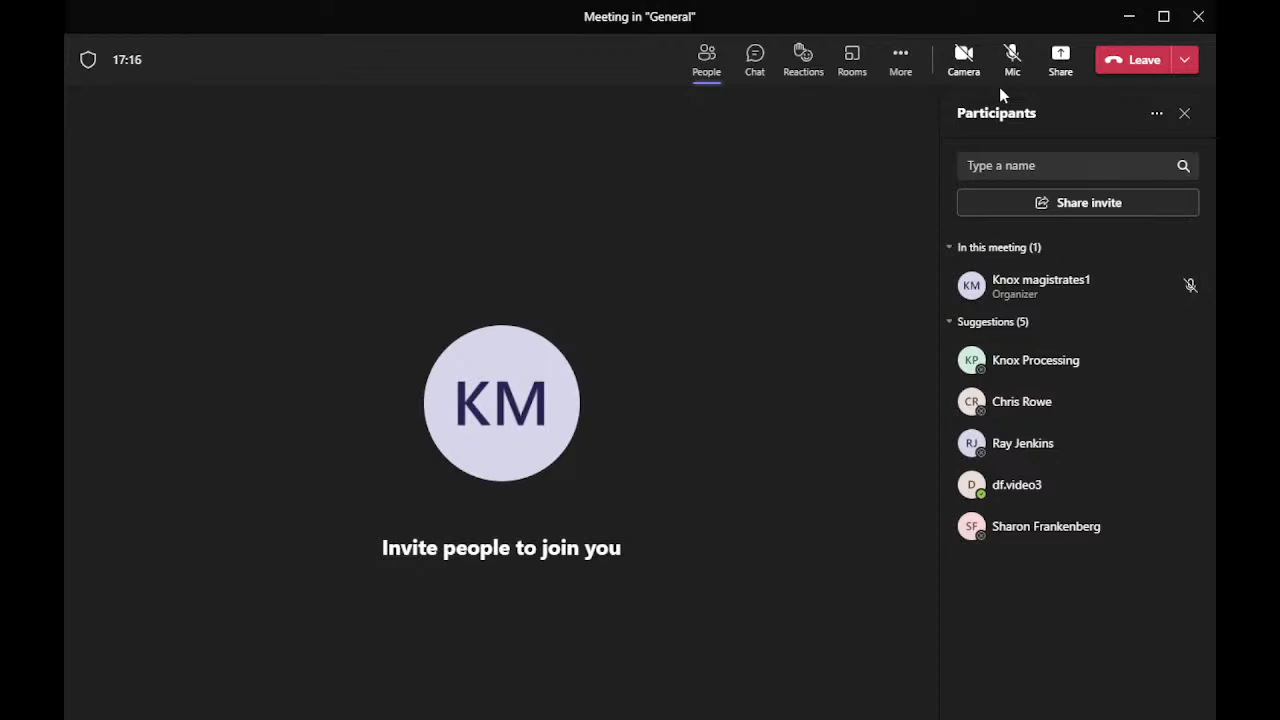 Meeting in "General"
17:16
People
Chat
Reactions
Rooms
More
Camera
Mic
Share
Leave
Participants
Type a name
Share invite
In this meeting (1)
KM
Knox magistrates1
Organizer
Suggestions (5)
KP
Knox Processing
CR
Chris Rowe
RJ
Ray Jenkins
D
df.video3
SF
Sharon Frankenberg
KM
Invite people to join you